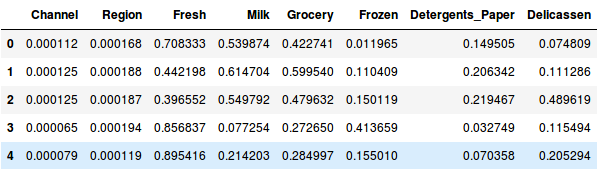 Channel Region Fresh Milk Grocery Frozen Detergents_Paper Delicassen
0 0.000112 0.000168 0.708333 0.539874 0.422741 0.011965 0.149505 0.074809
1 0.000125 0.000188 0.442198 0.614704 0.599540 0.110409 0.206342 0.111286
2 0.000125 0.000187 0.396552 0.549792 0.479632 0.150119 0.219467 0.489619
3 0.000065 0.000194 0.856837 0.077254 0.272650 0.413659 0.032749 0.115494
4 0.000079 0.000119 0.895416 0.214203 0.284997 0.155010 0.070358 0.205294